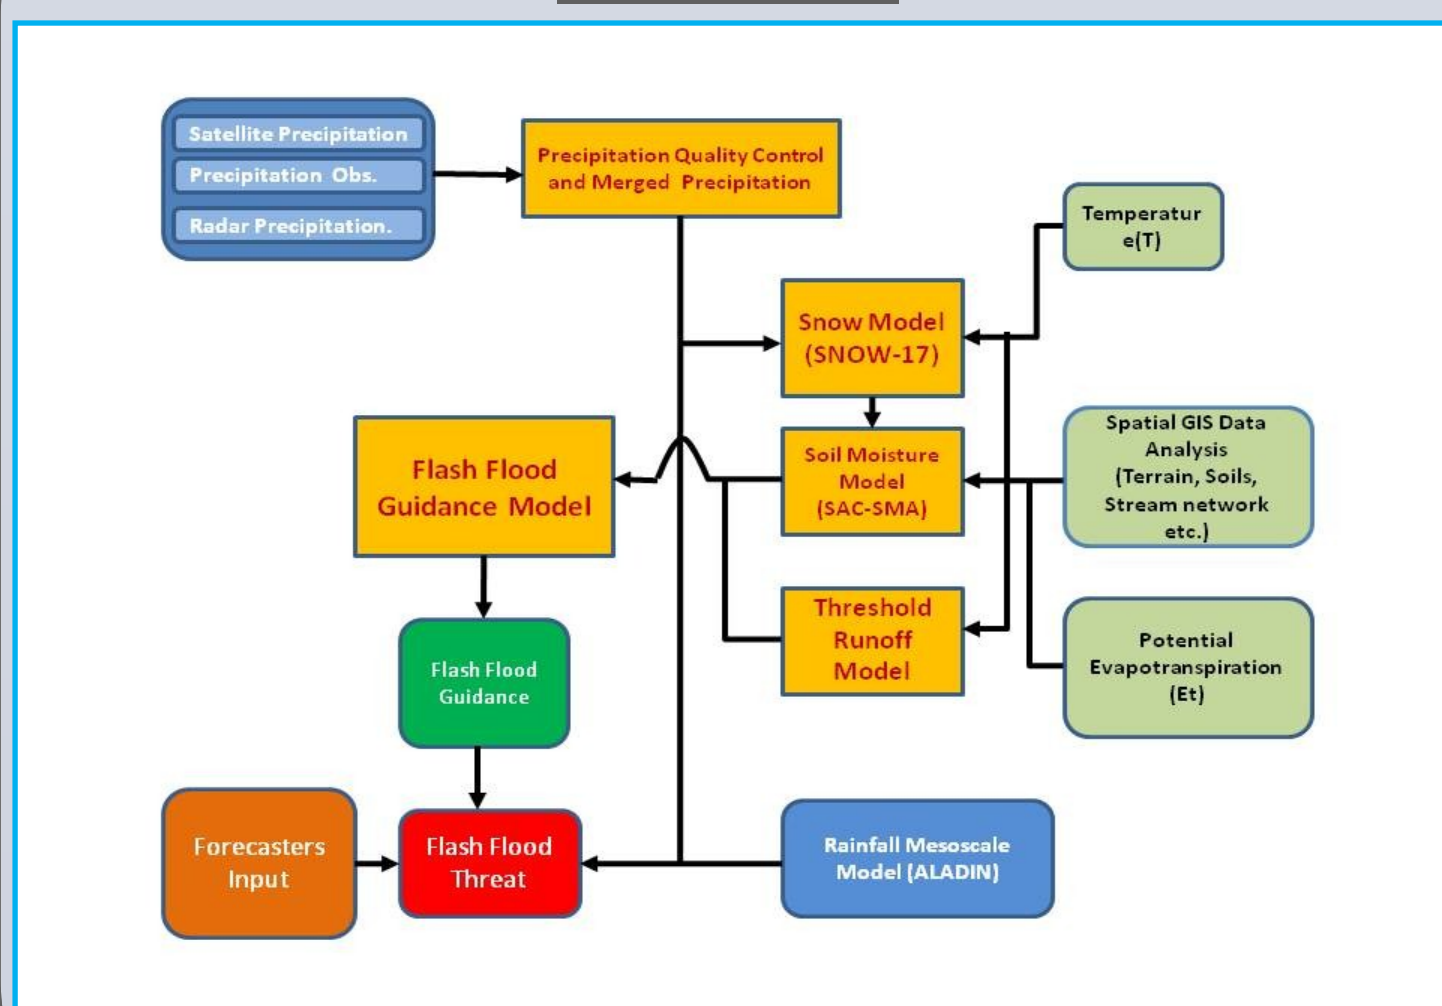 Satellite Precipitation
Precipitation Obs.
Radar Precipitation.
Precipitation Quality Control
and Merged Precipitation
Temperatur
e(T)
Snow Model
(SNOW-17)
Flash Flood
Guidance Model
Soil Moisture
Model
(SAC-SMA)
Spatial GIS Data
Analysis
(Terrain, Soils,
Stream network
etc.)
Threshold
Runoff
Model
Potential
Evapotranspiration
(Et)
Flash Flood
Guidance
Forecasters
Input
Flash Flood
Threat
Rainfall Mesoscale
Model (ALADIN)